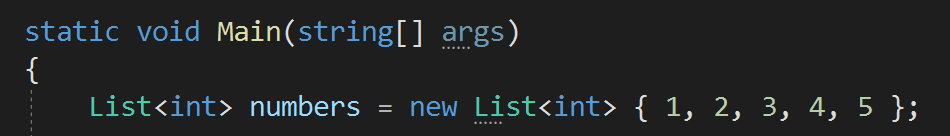 static void Main(string[] args)
{
List<int> numbers = new List<int> { 1, 2, 3, 4, 5 };